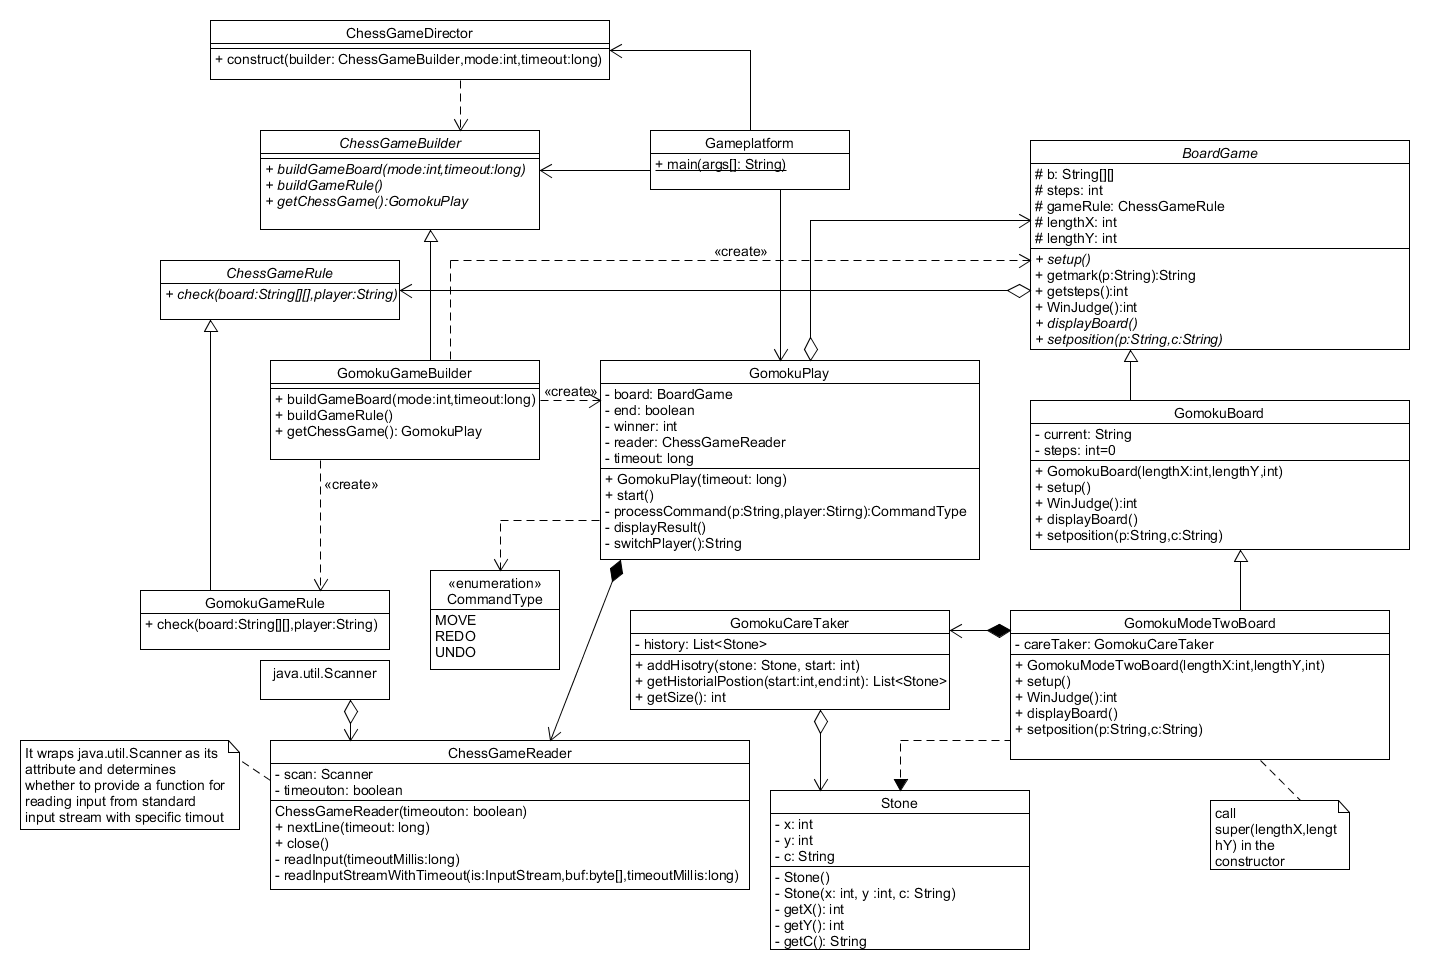 ChessGameDirector
+ construct(builder: ChessGameBuilder,mode:int,timeout:long)
ChessGameBuilder
+ buildGameBoard(mode:int,timeout:long)
+ buildGameRule()
+ getChessGame():GomokuPlay
Gameplatform
+ main(args[]: String)
BoardGame
# b: String[][]
# steps: int
# gameRule: ChessGameRule
# lengthX: int
# lengthY: int
+ setup()
+ getmark(p:String):String
+ getsteps():int
+ WinJudge():int
+ displayBoard()
+ setposition(p:String,c:String)
«create»
ChessGameRule
+ check(board:String[][],player:String)
GomokuGameBuilder
+ buildGameBoard(mode:int,timeout:long)
+ buildGameRule()
+ getChessGame(): GomokuPlay
«create»
«create»
GomokuPlay
- board: BoardGame
- end: boolean
- winner: int
- reader: ChessGameReader
- timeout: long
+ GomokuPlay(timeout: long)
+ start()
- processCommand(p:String,player:Stirng):CommandType
- displayResult()
- switchPlayer():String
GomokuBoard
- current: String
- steps: int=0
+ GomokuBoard(lengthX:int,lengthY,int)
+ setup()
+ WinJudge():int
+ displayBoard()
+ setposition(p:String,c:String)
GomokuGameRule
+ check(board:String[][],player:String)
«enumeration»
CommandType
MOVE
REDO
UNDO
GomokuCareTaker
- history: List<Stone>
+ addHisotry(stone: Stone, start: int)
+ getHistorialPostion(start:int,end:int): List<Stone>
+ getSize(): int
GomokuModeTwoBoard
- careTaker: GomokuCareTaker
+ GomokuModeTwoBoard(lengthX:int,lengthY,int)
+ setup()
+ WinJudge():int
+ displayBoard()
+ setposition(p:String,c:String)
java.util.Scanner
It wraps java.util.Scanner as its
attribute and determines
whether to provide a function for
reading input from standard
input stream with specific timout
ChessGameReader
- scan: Scanner
- timeouton: boolean
ChessGameReader(timeouton: boolean)
+ nextLine(timeout: long)
+ close()
- readInput(timeoutMillis:long)
- readInputStreamWithTimeout(is:InputStream,buf:byte[],timeoutMillis:long)
Stone
- x: int
- y: int
- c: String
- Stone()
- Stone(x: int, y :int, c: String)
- getX(): int
- getY(): int
- getC(): String
call
super(lengthX,lengt
hY) in the
constructor